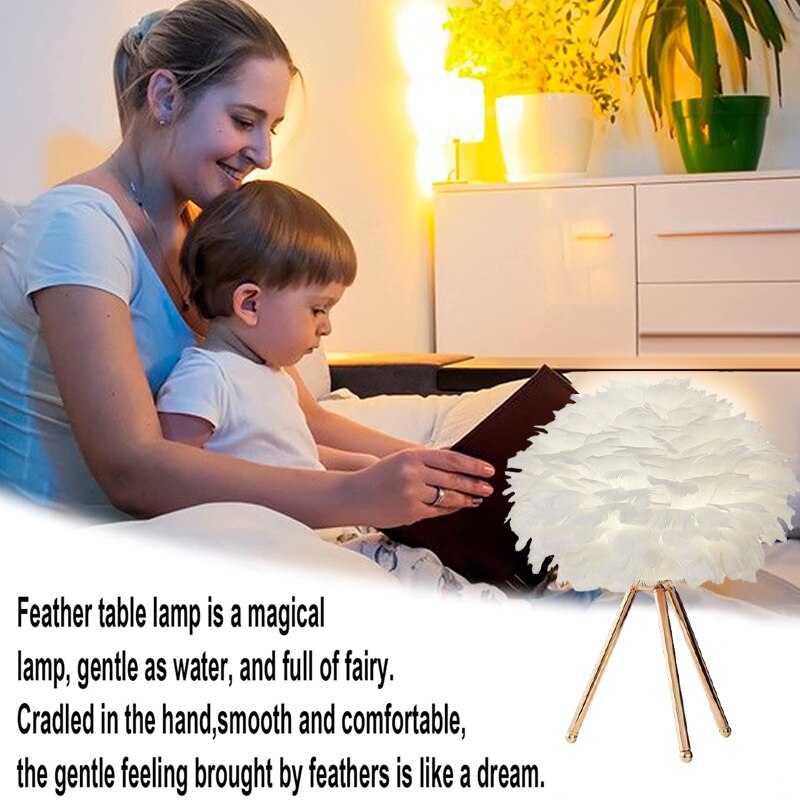 Feather table lamp is a magical
lamp, gentle as water, and full of fairy.
Cradled in the hand,smooth and comfortable,
the gentle feeling brought by feathers is like a dream.